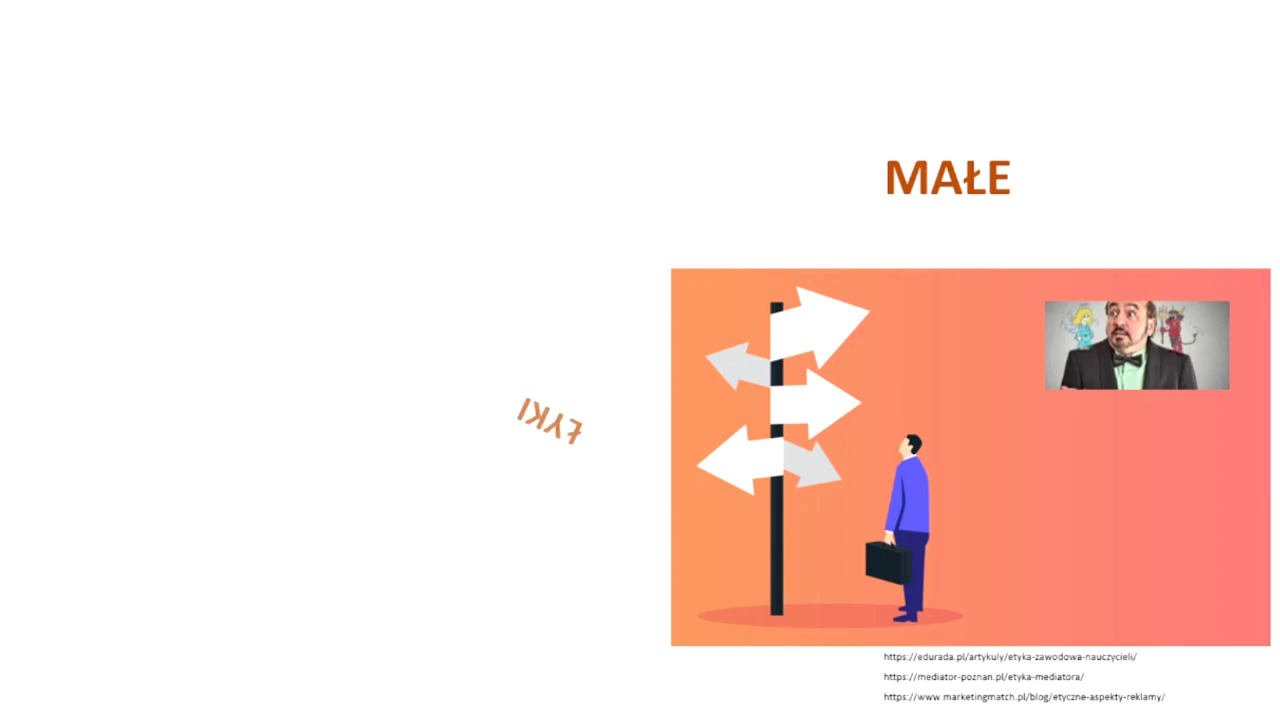 MAŁE
ŁYKI
https://edurada.pl/artykuly/etyka-zawodowa-nauczycieli/
https://mediator-poznan.pl/etyka-mediatora/
https://www.marketingmatch.pl/blog/etyczne-aspekty-reklamy/